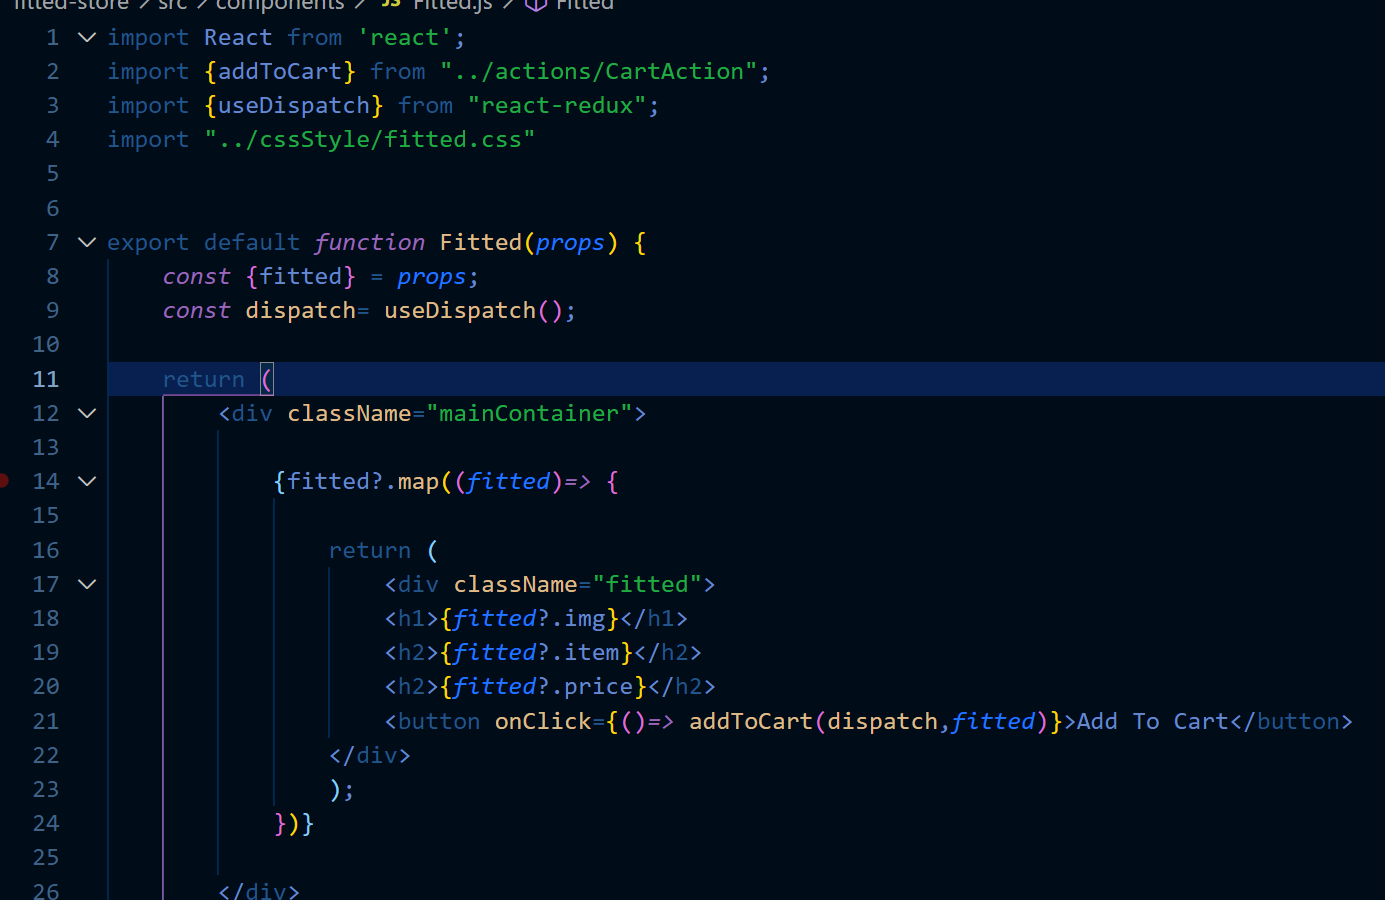 fitted-store > src > components > JS Fitted.js > Fitted
1 import React from 'react';
2 import {addToCart} from "../actions/CartAction";
3 import {useDispatch} from "react-redux";
4 import "../cssStyle/fitted.css"
5
6
7 export default function Fitted(props) {
8 const {fitted} = props;
9 const dispatch= useDispatch();
10
11 return (
12 <div className="mainContainer">
13
14 {fitted?.map((fitted)=> {
15
16 return (
17 <div className="fitted">
18 <h1>{fitted?.img}</h1>
19 <h2>{fitted?.item}</h2>
20 <h2>{fitted?.price}</h2>
21 <button onClick={()=> addToCart(dispatch,fitted)}>Add To Cart</button>
22 </div>
23 );
24 })}
25
26 </div>